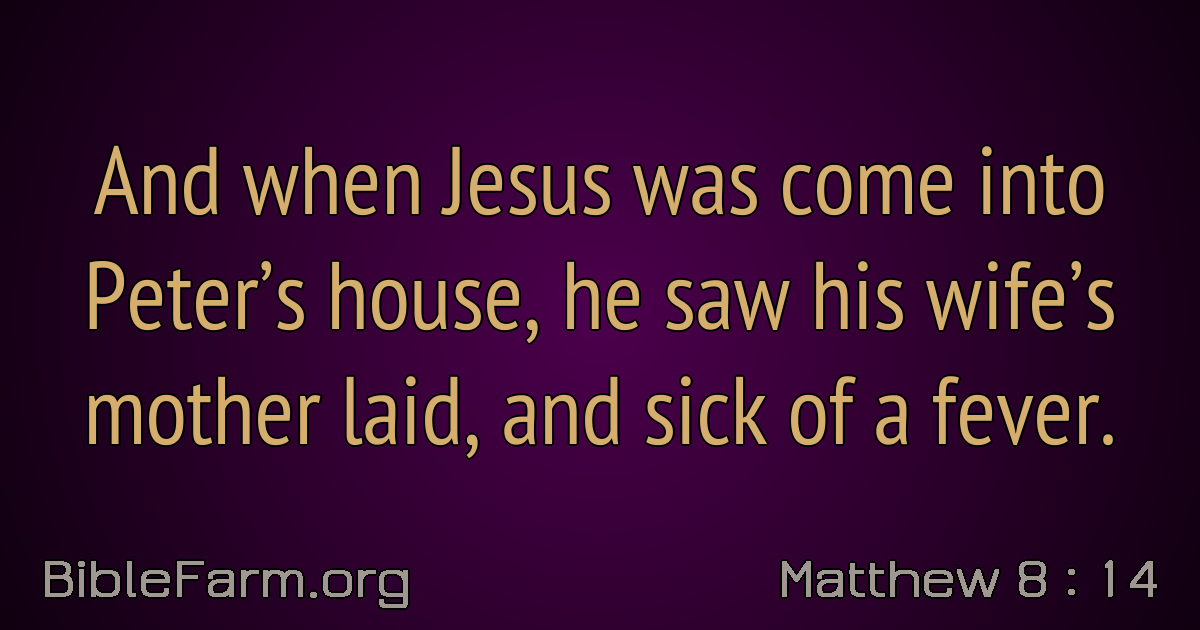 And when Jesus was come into
Peter’s house, he saw his wife’s
mother laid, and sick of a fever.
BibleFarm.org
Matthew 8 : 14